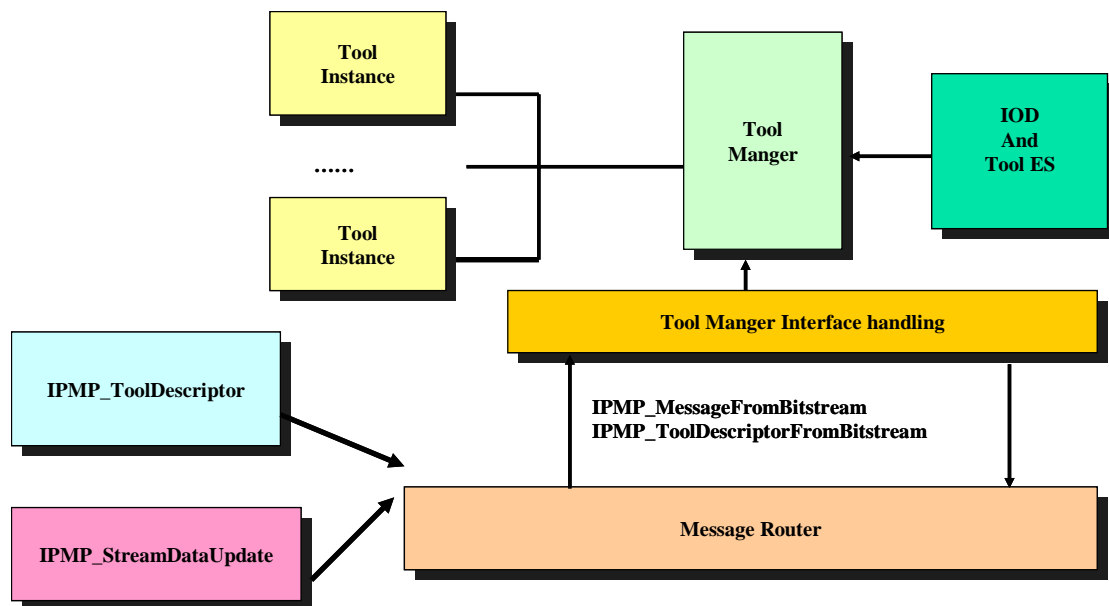 Tool
Instance
......
Tool
Instance
Tool
Manger
IOD
And
Tool ES
Tool Manger Interface handling
IPMP_ToolDescriptor
IPMP_MessageFromBitstream
IPMP_ToolDescriptorFromBitstream
IPMP_StreamDataUpdate
Message Router